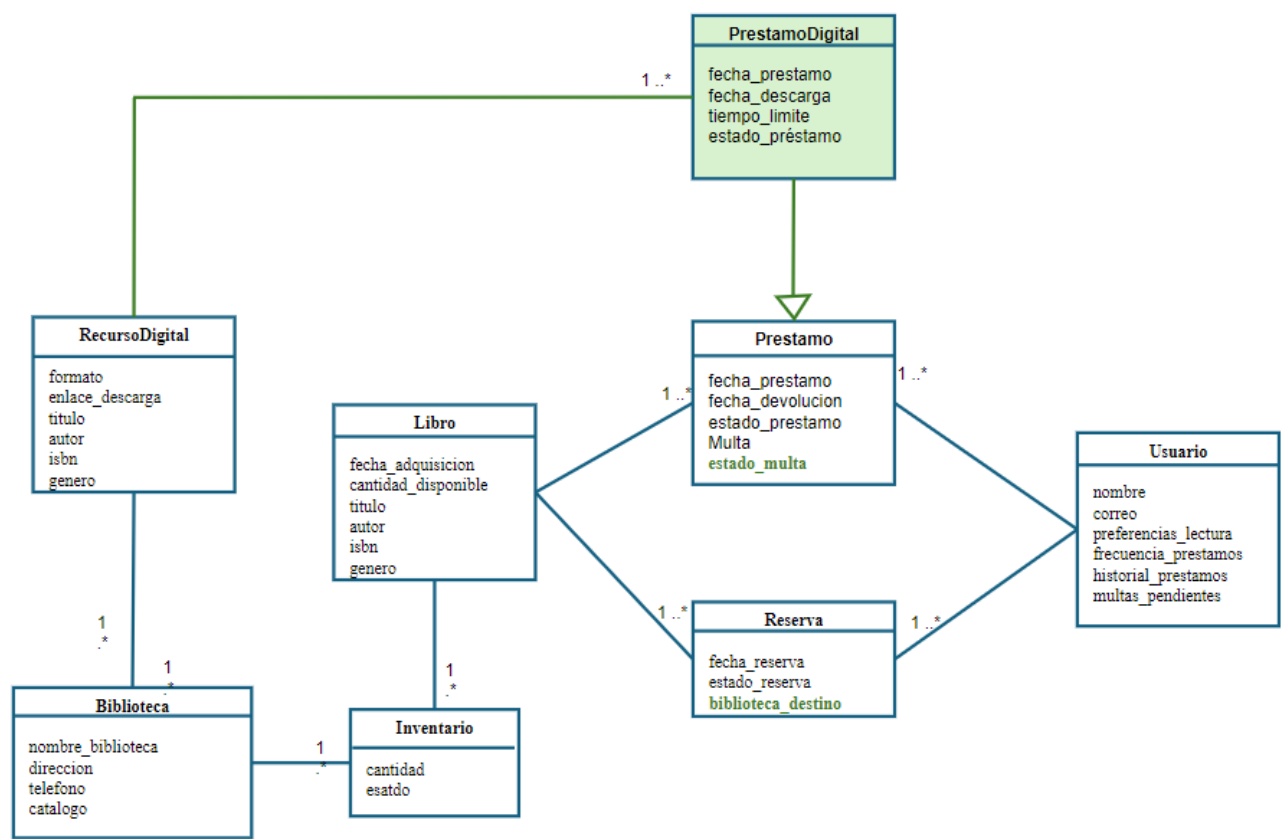 PrestamoDigital
fecha_prestamo
fecha_descarga
tiempo_limite
estado_préstamo
1 ..*
RecursoDigital
formato
enlace_descarga
titulo
autor
isbn
genero
Libro
fecha_adquisicion
cantidad_disponible
titulo
autor
isbn
genero
1 ..*
Prestamo
fecha_prestamo
fecha_devolucion
estado_prestamo
Multa
estado_multa
1 ..*
Usuario
nombre
correo
preferencias_lectura
frecuencia_prestamos
historial_prestamos
multas_pendientes
1 ..*
Reserva
fecha_reserva
estado_reserva
biblioteca_destino
1 ..*
1
.*
1
.*
Biblioteca
nombre_biblioteca
direccion
telefono
catalogo
1
.*
1
.*
Inventario
cantidad
esatdo